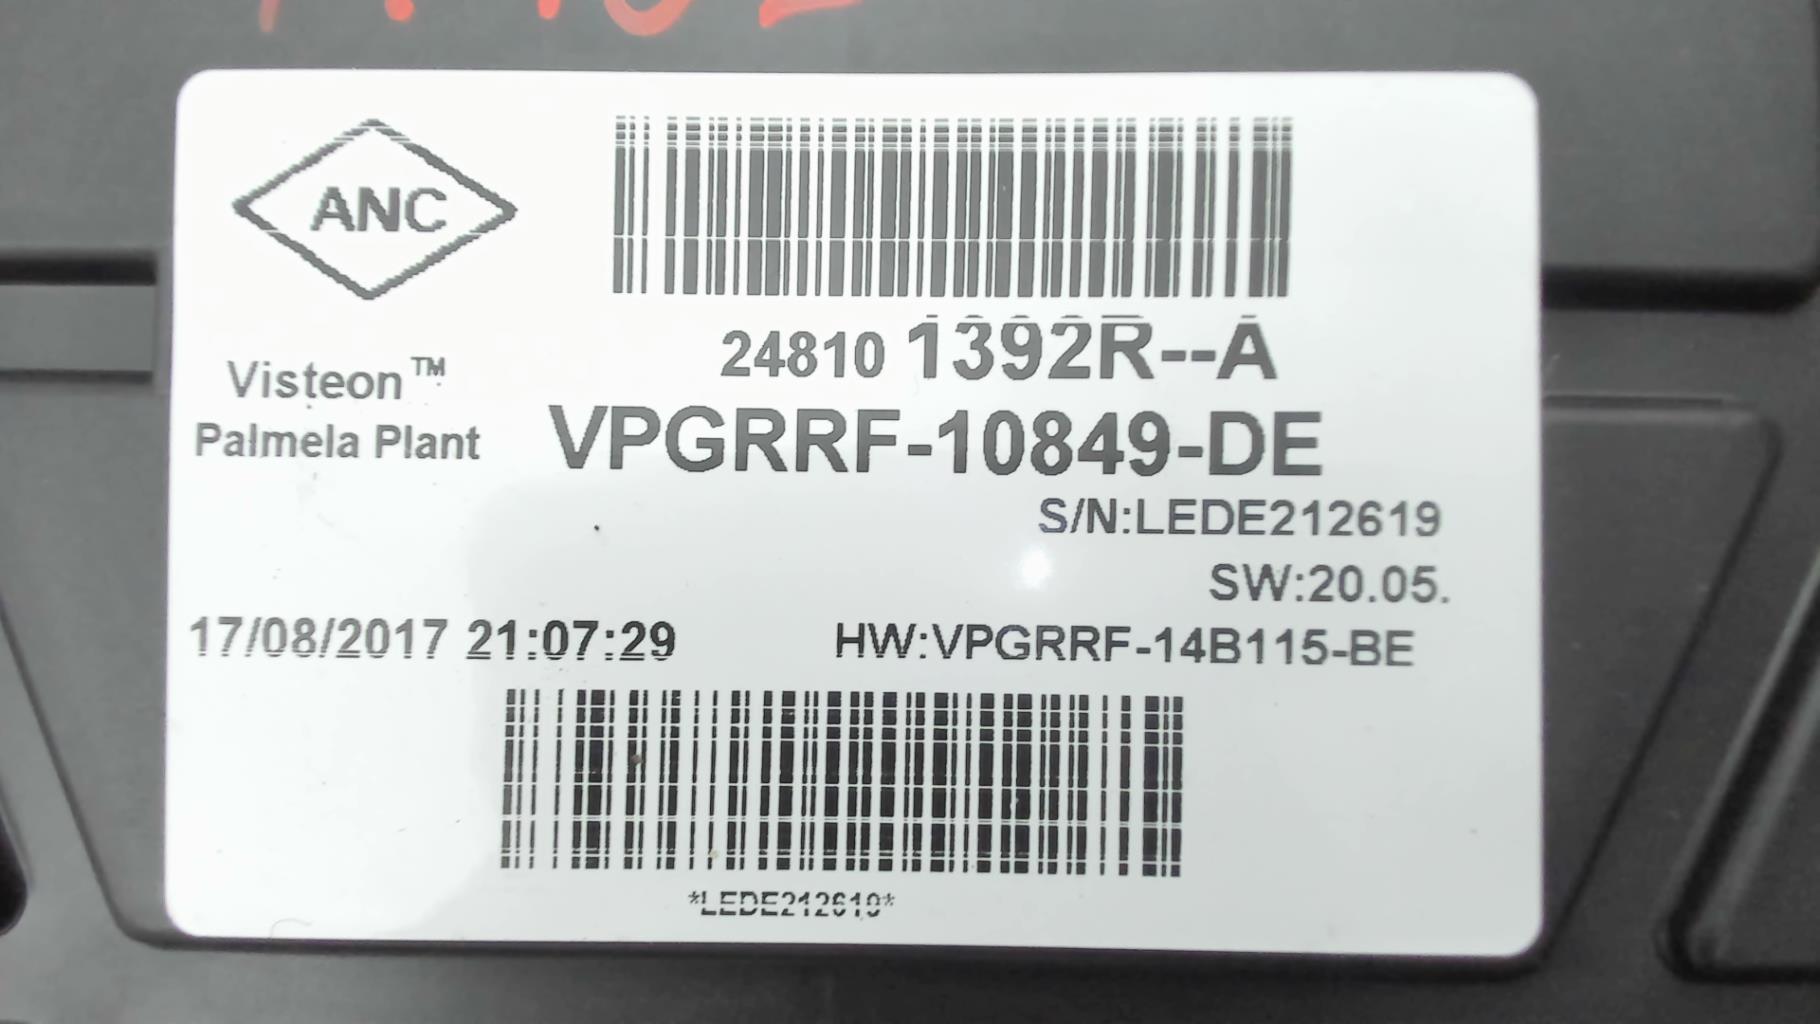 ANC
24810 1392R--A
Visteon™
Palmela Plant
VPGRRF-10849-DE
S/N:LEDE212619
SW:20.05.
17/08/2017 21:07:29
HW:VPGRRF-14B115-BE
*LEDE212619*